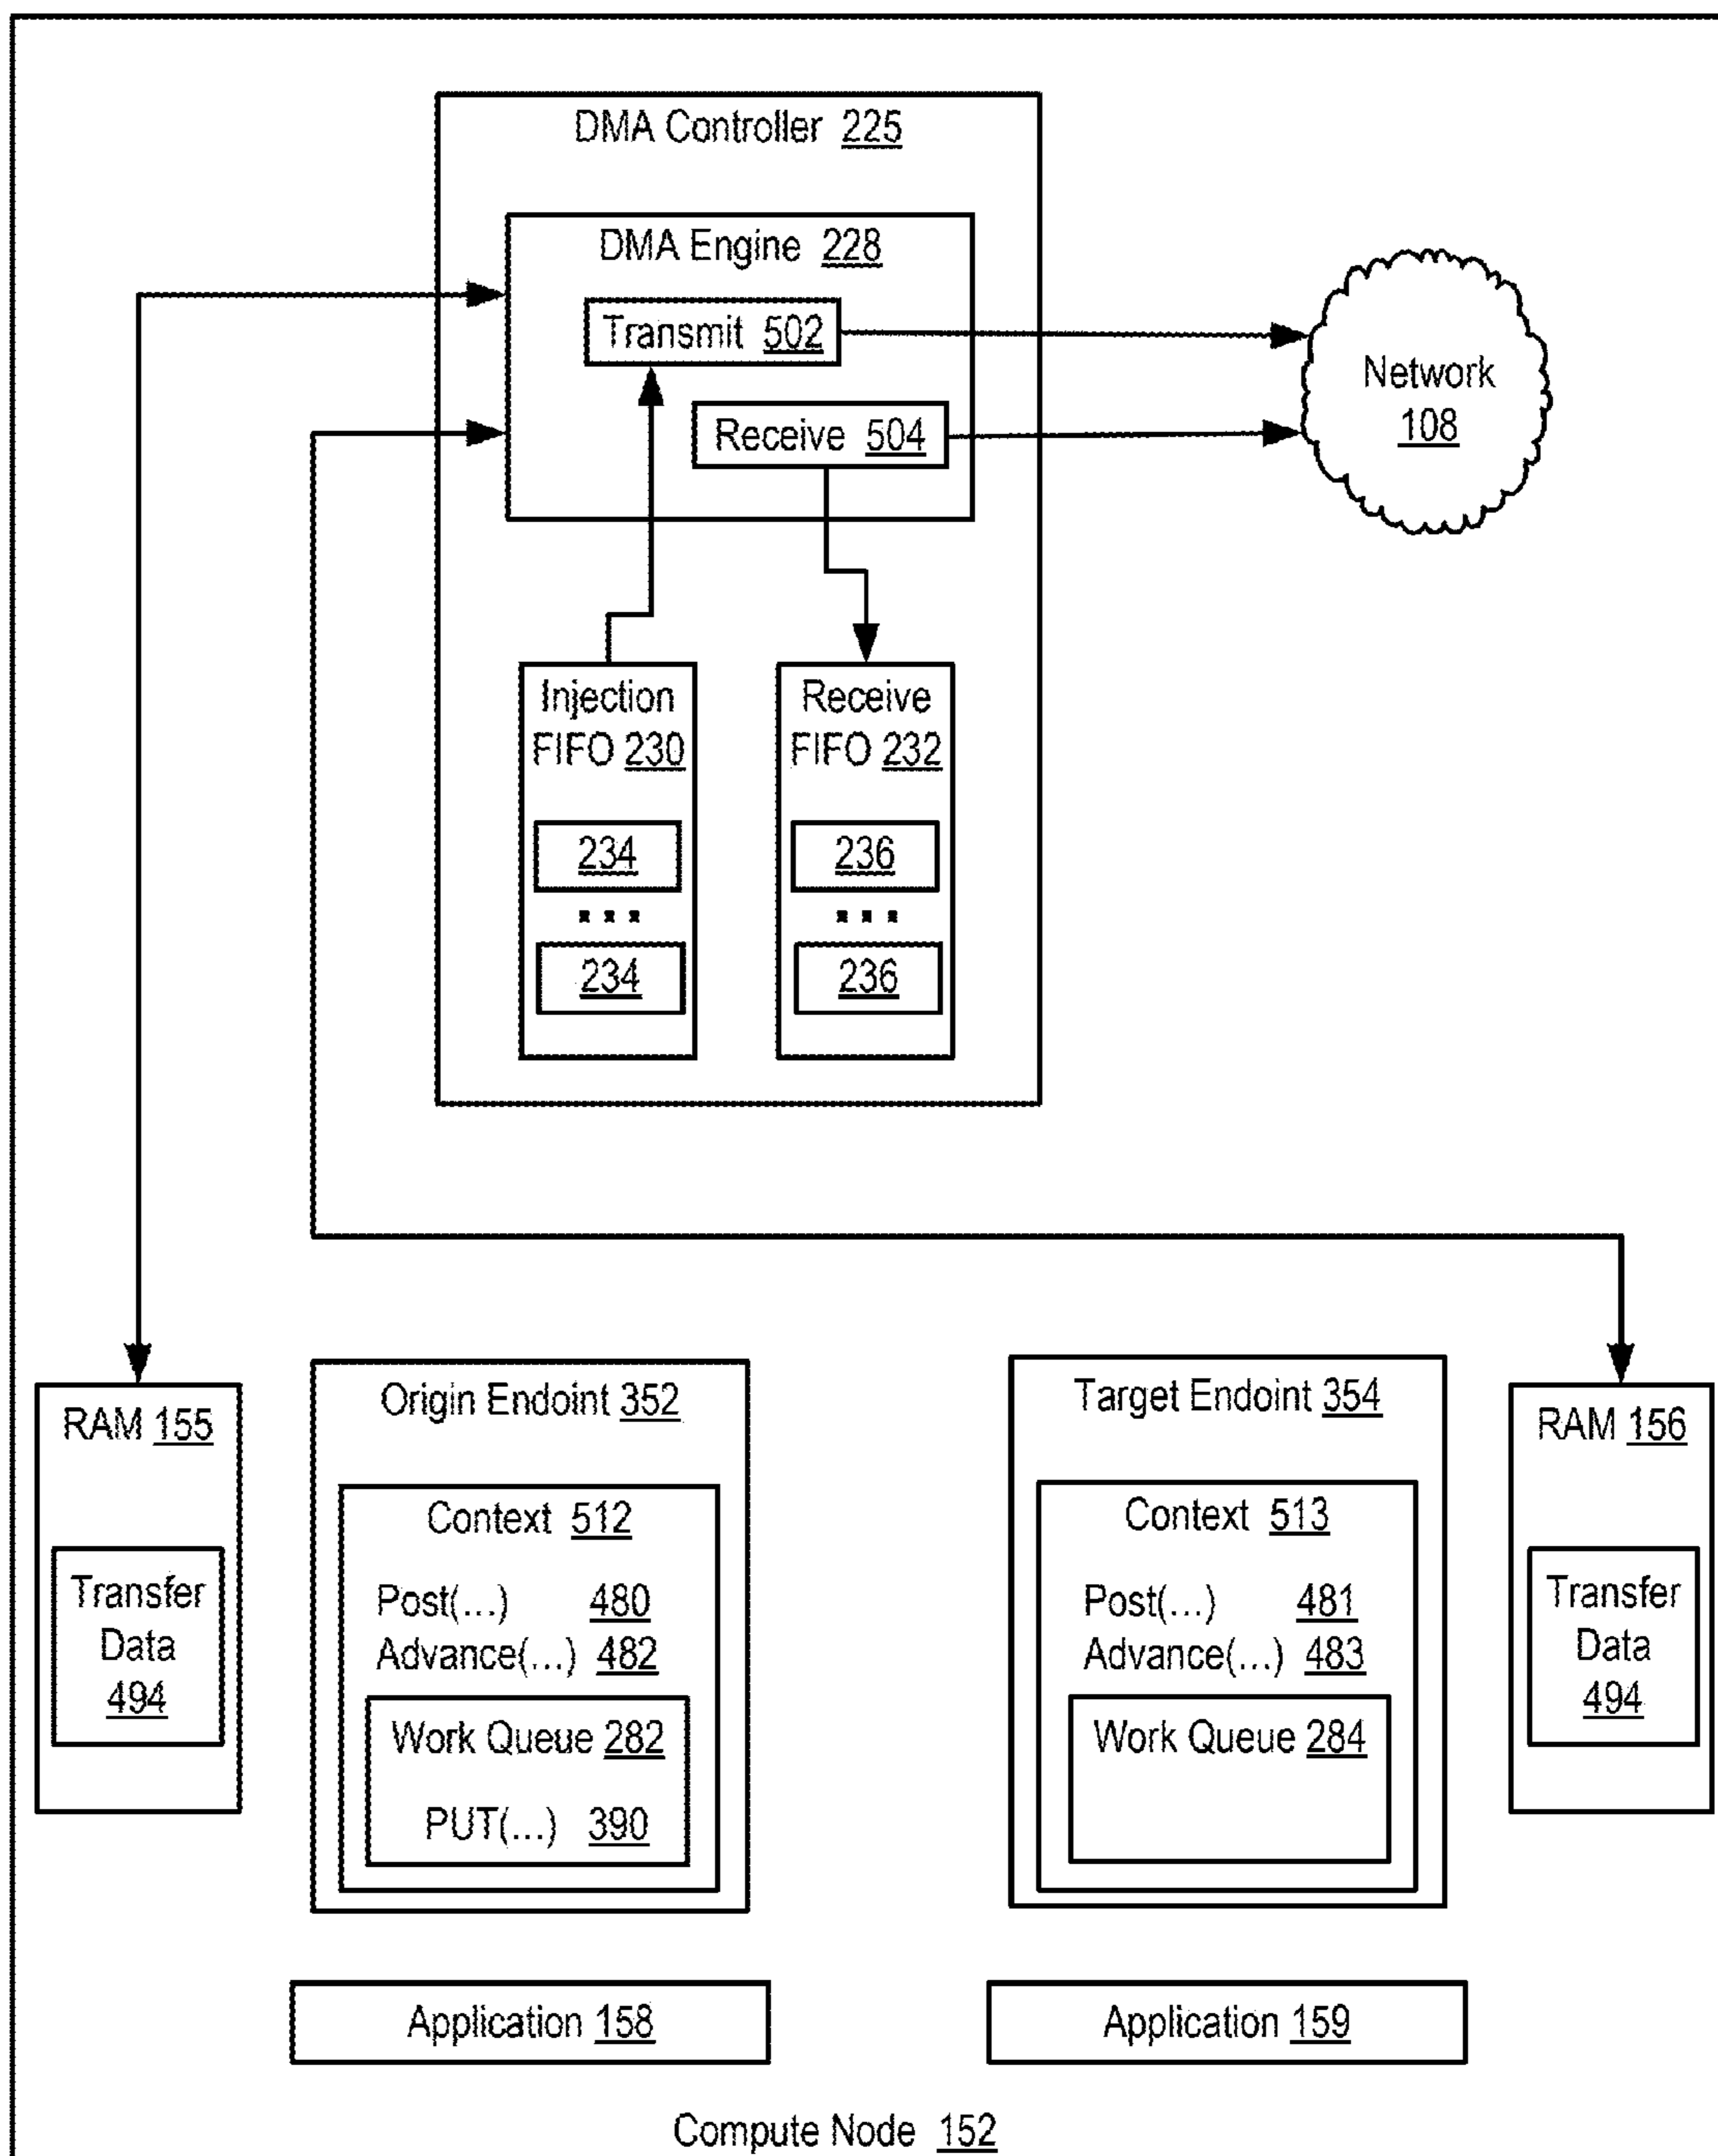 DMA Controller 225
DMA Engine 228
Transmit 502
Receive 504
Network
108
Injection
FIFO 230
234
...
234
Receive
FIFO 232
236
...
236
RAM 155
Transfer
Data
494
Origin Endoint 352
Context 512
Post(...) 480
Advance(...) 482
Work Queue 282
PUT(...) 390
Target Endoint 354
Context 513
Post(...) 481
Advance(...) 483
Work Queue 284
RAM 156
Transfer
Data
494
Application 158
Application 159
Compute Node 152